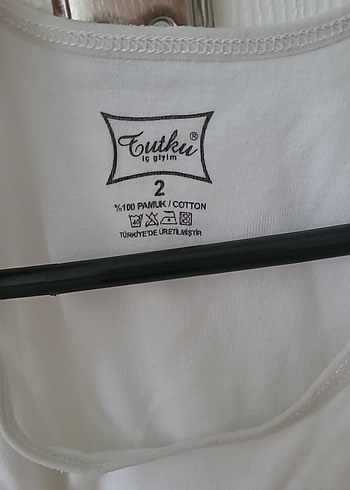 Tutku®
iç giyim
2
%100 PAMUK / COTTON
TÜRKİYE'DE ÜRETİLMİŞTİR